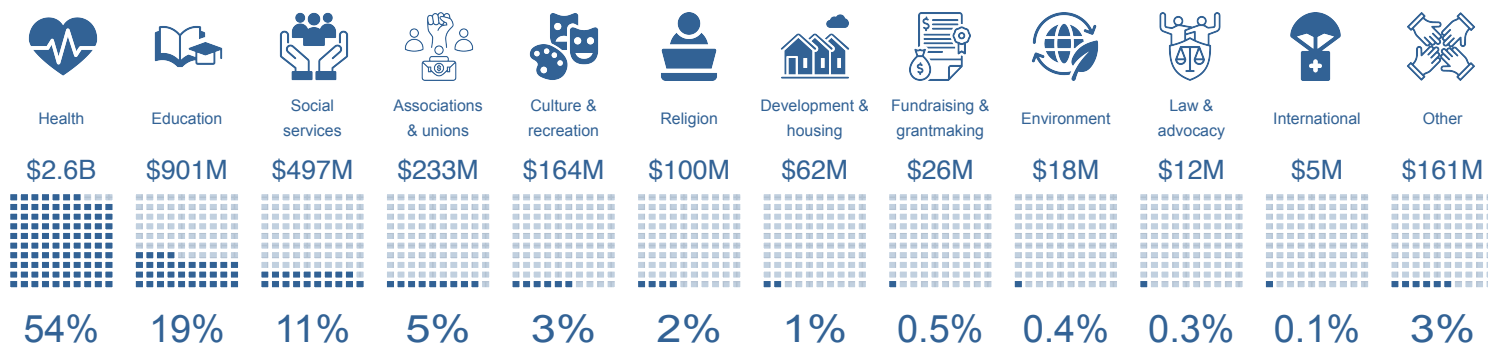 Health
Education
Social
services
Associations
& unions
Culture &
recreation
Religion
Development &
housing
Fundraising &
grantmaking
Environment
Law &
advocacy
International
Other
$2.6B
$901M
$497M
$233M
$164M
$100M
$62M
$26M
$18M
$12M
$5M
$161M
54%
19%
11%
5%
3%
2%
1%
0.5%
0.4%
0.3%
0.1%
3%